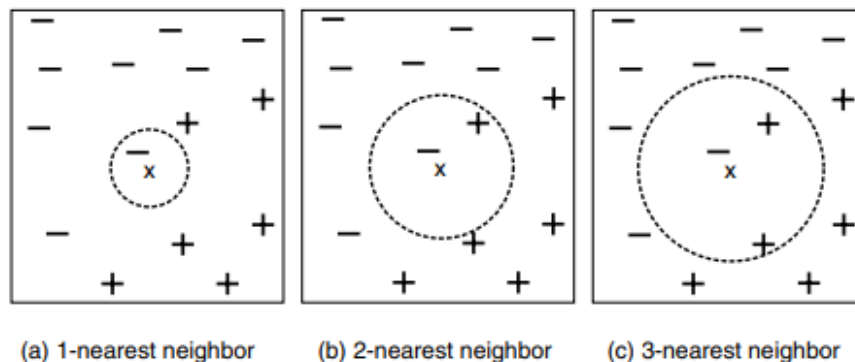 x
x
x
(a) 1-nearest neighbor
(b) 2-nearest neighbor
(c) 3-nearest neighbor